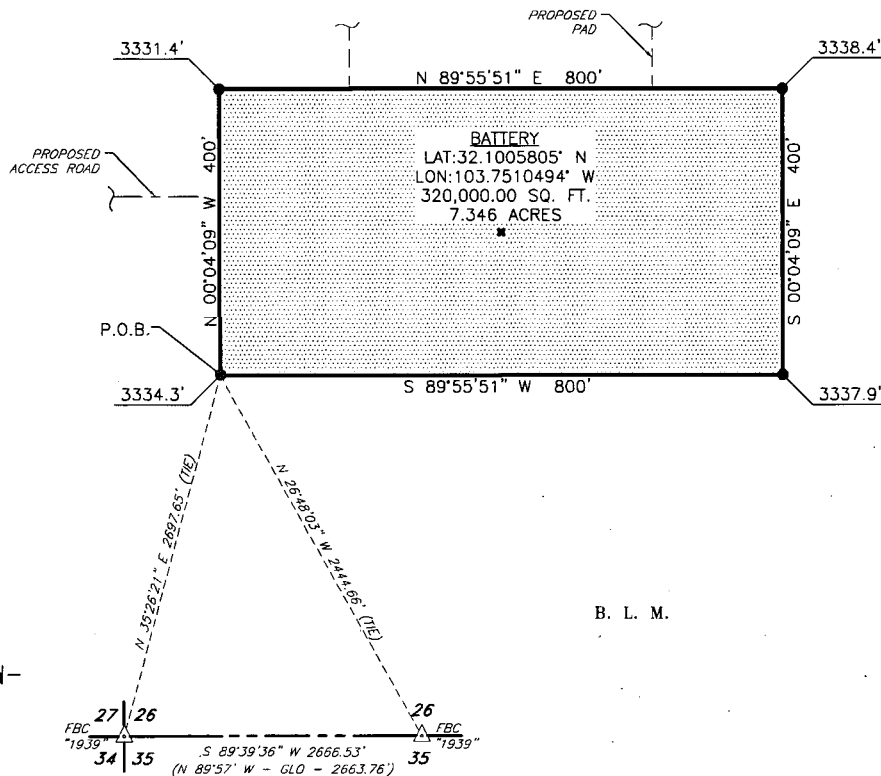 PROPOSED
PAD
3331.4'
3338.4'
N 89°55'51" E 800'
PROPOSED
ACCESS ROAD
N 00°04'09" W 400'
BATTERY
LAT:32.1005805° N
LON:103.7510494° W
320,000.00 SQ. FT.
7.346 ACRES
S 00°04'09" E 400'
P.O.B.
S 89°55'51" W 800'
3334.3'
3337.9'
N 35°26'21" E 2697.65' (TIE)
N 26°48'03" W 2444.66' (TIE)
B. L. M.
N-
27 26
26
FBC
"1939"
FBC
"1939"
34 35
35
S 89°39'36" W 2666.53'
(N 89°57' W - GLO - 2663.76')